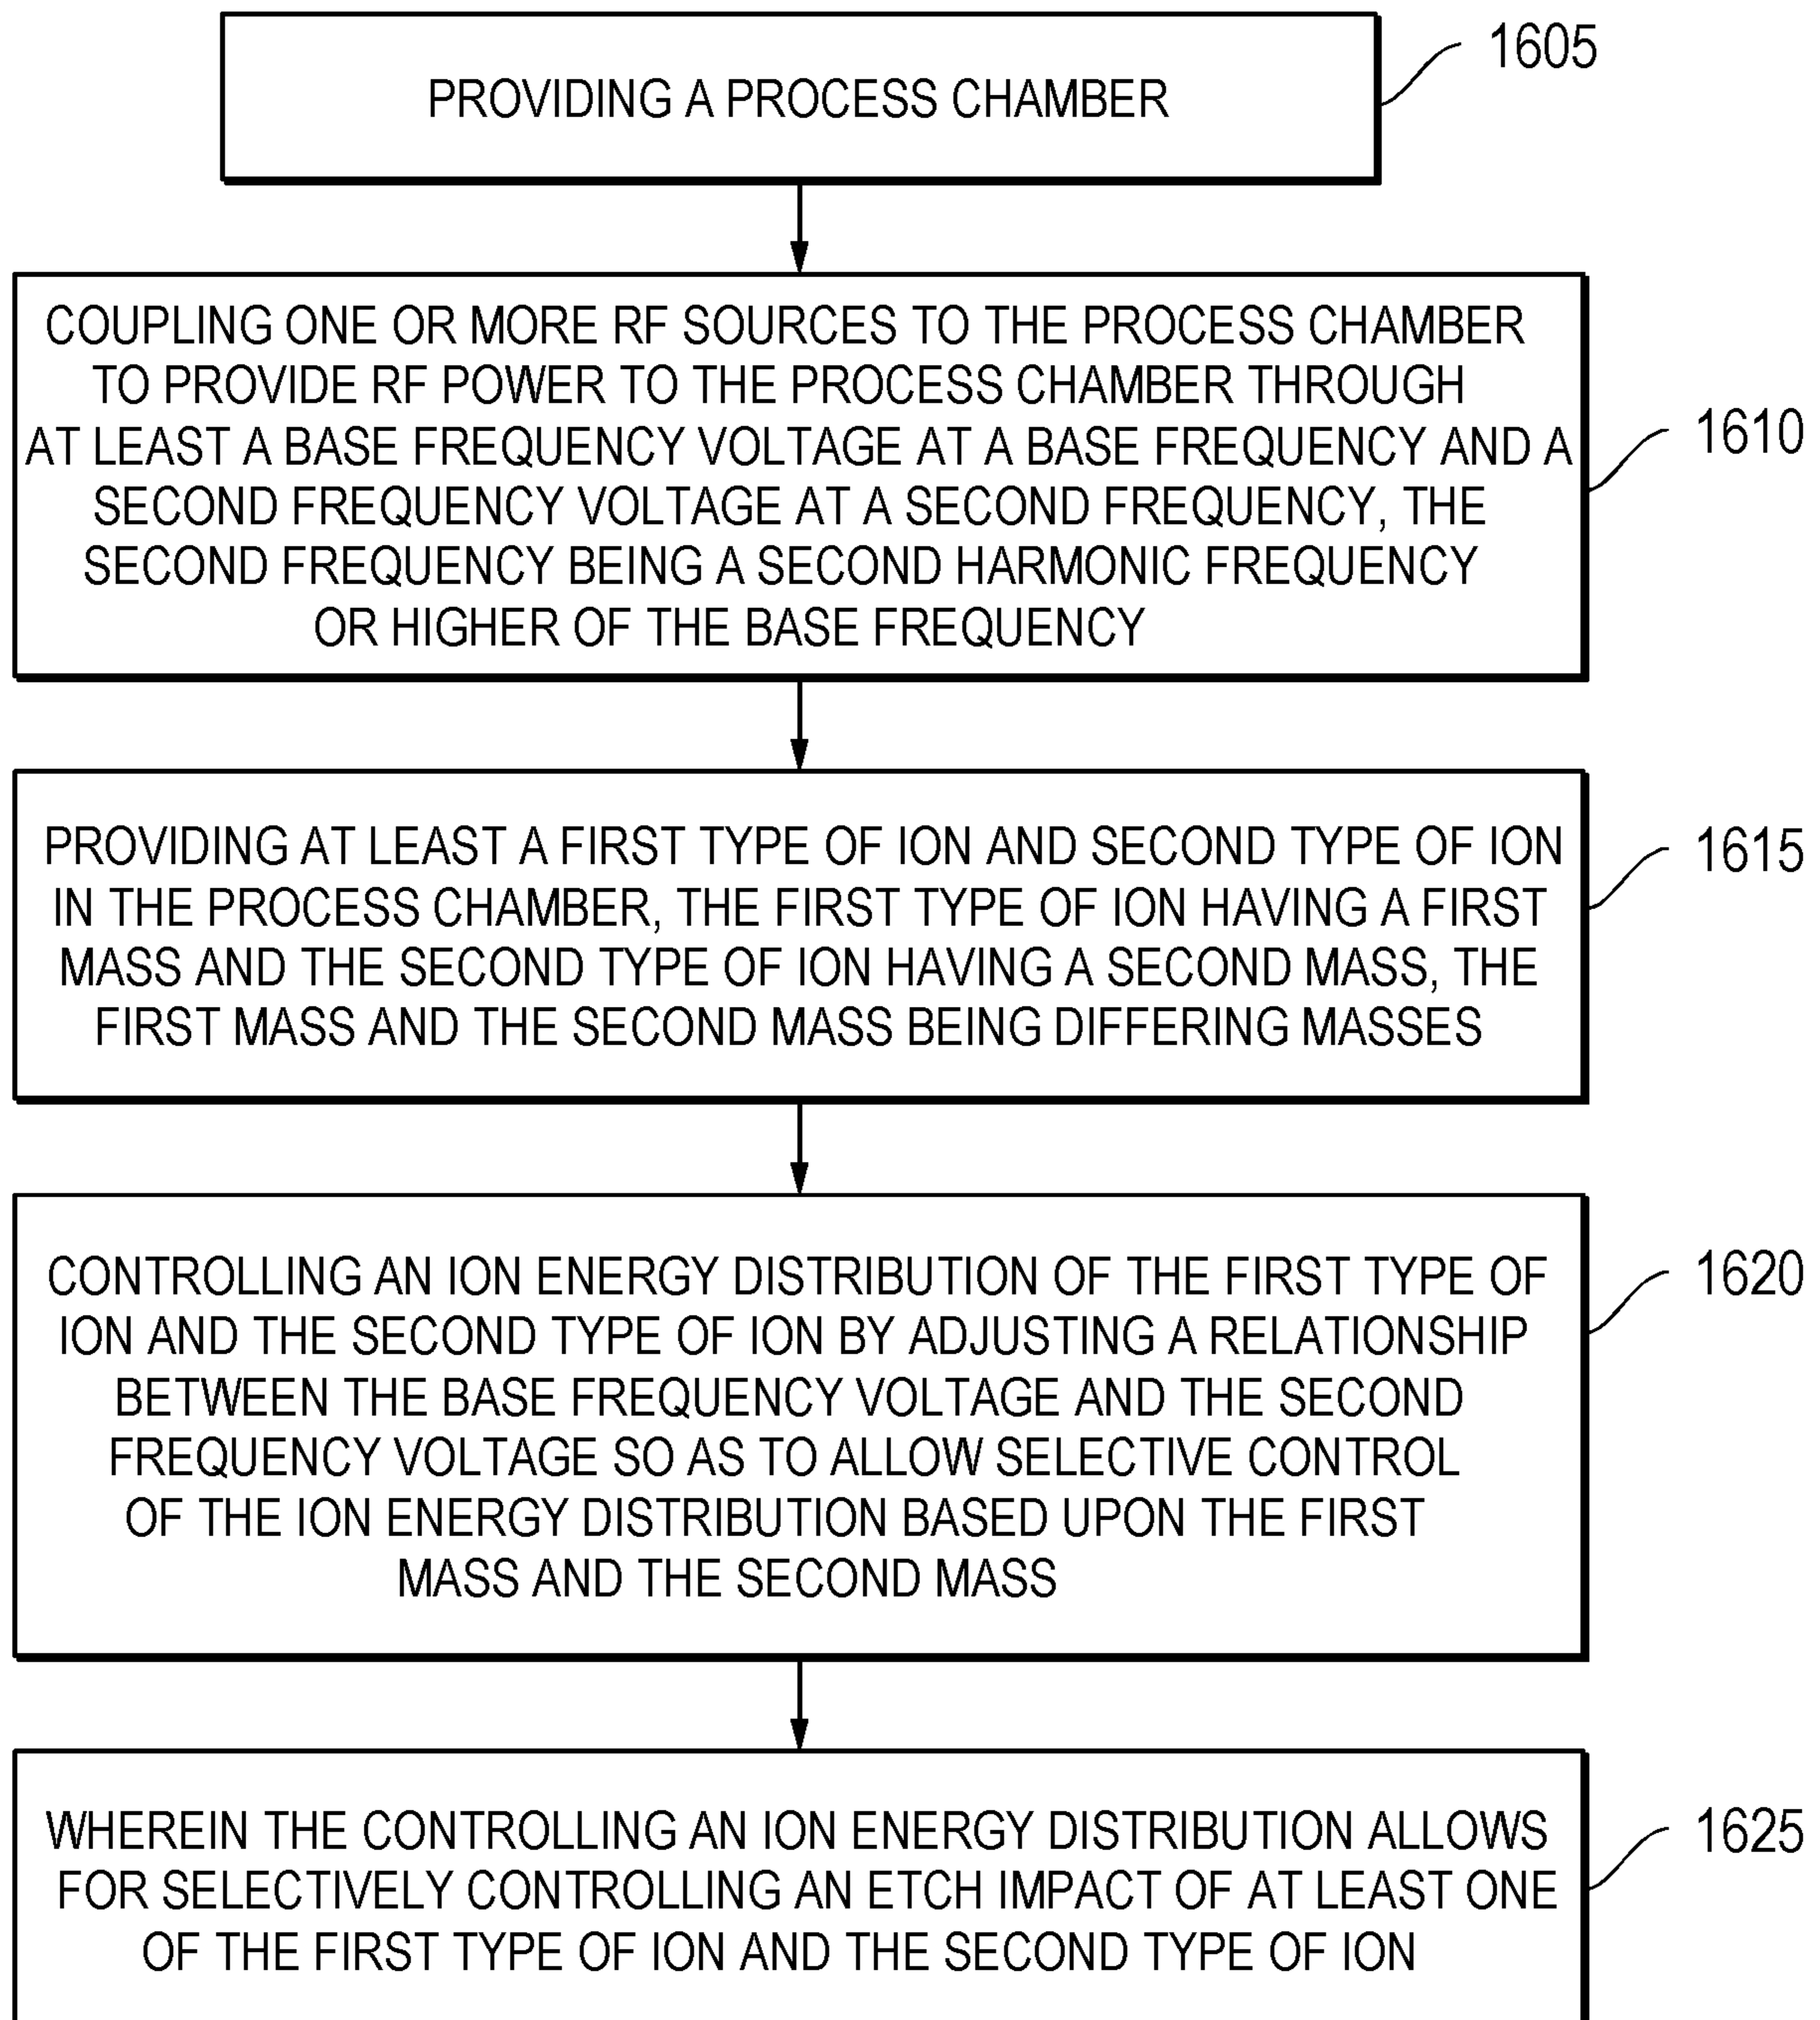 PROVIDING A PROCESS CHAMBER
1605
COUPLING ONE OR MORE RF SOURCES TO THE PROCESS CHAMBER
TO PROVIDE RF POWER TO THE PROCESS CHAMBER THROUGH
AT LEAST A BASE FREQUENCY VOLTAGE AT A BASE FREQUENCY AND A
SECOND FREQUENCY VOLTAGE AT A SECOND FREQUENCY, THE
SECOND FREQUENCY BEING A SECOND HARMONIC FREQUENCY
OR HIGHER OF THE BASE FREQUENCY
1610
PROVIDING AT LEAST A FIRST TYPE OF ION AND SECOND TYPE OF ION
IN THE PROCESS CHAMBER, THE FIRST TYPE OF ION HAVING A FIRST
MASS AND THE SECOND TYPE OF ION HAVING A SECOND MASS, THE
FIRST MASS AND THE SECOND MASS BEING DIFFERING MASSES
1615
CONTROLLING AN ION ENERGY DISTRIBUTION OF THE FIRST TYPE OF
ION AND THE SECOND TYPE OF ION BY ADJUSTING A RELATIONSHIP
BETWEEN THE BASE FREQUENCY VOLTAGE AND THE SECOND
FREQUENCY VOLTAGE SO AS TO ALLOW SELECTIVE CONTROL
OF THE ION ENERGY DISTRIBUTION BASED UPON THE FIRST
MASS AND THE SECOND MASS
1620
WHEREIN THE CONTROLLING AN ION ENERGY DISTRIBUTION ALLOWS
FOR SELECTIVELY CONTROLLING AN ETCH IMPACT OF AT LEAST ONE
OF THE FIRST TYPE OF ION AND THE SECOND TYPE OF ION
1625